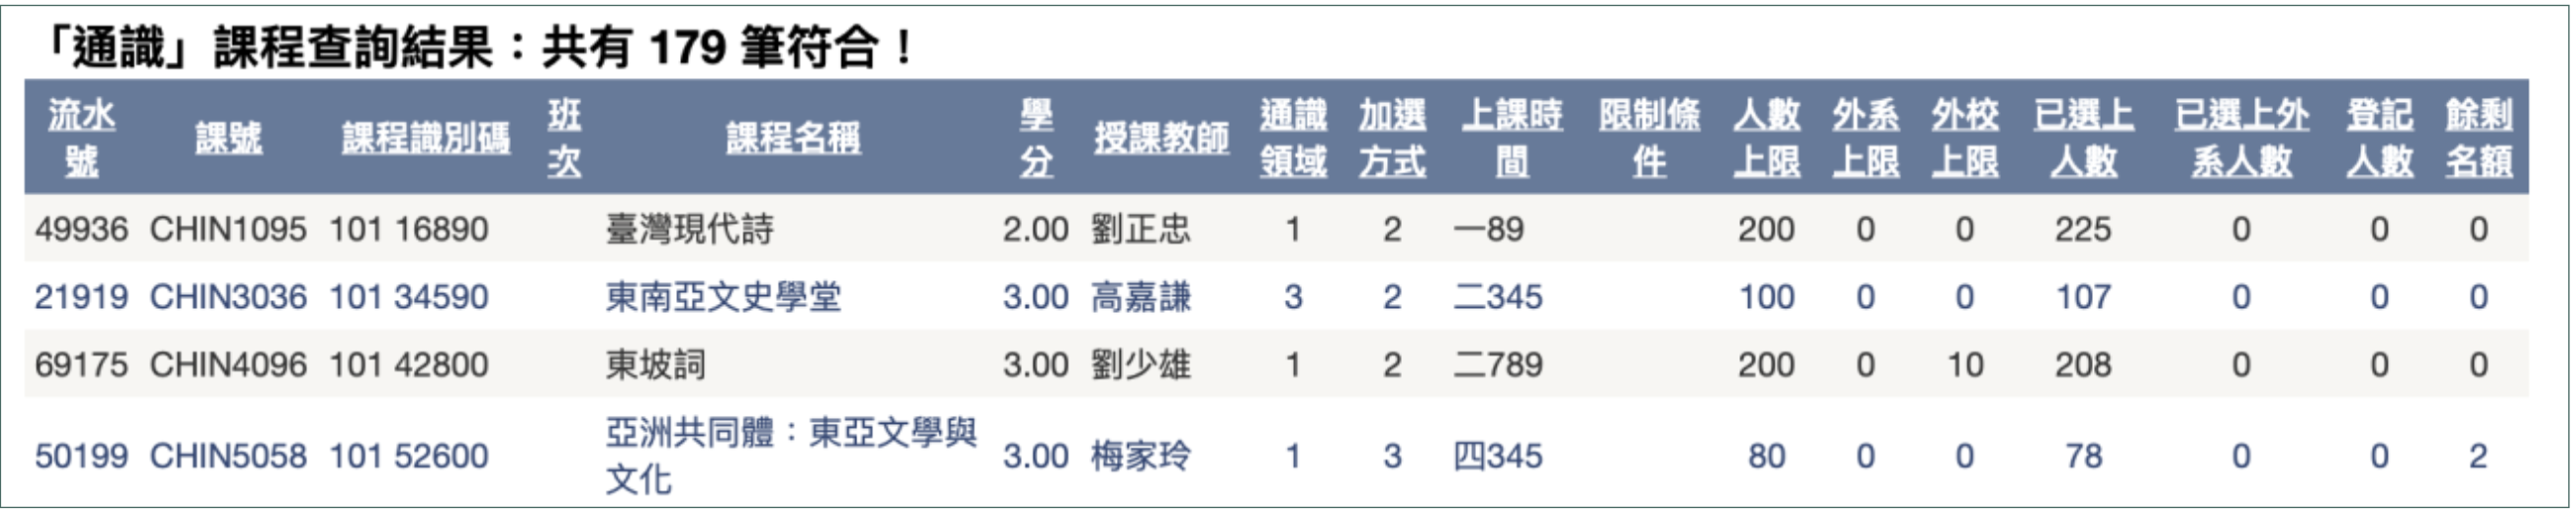 「通識」課程查詢結果：共有 179 筆符合！
流水號 課號 課程識別碼 班次 課程名稱 學分 授課教師 通識領域 加選方式 上課時間 限制條件 人數上限 外系上限 外校上限 已選上人數 已選上外系人數 登記人數 餘剩名額
49936 CHIN1095 101 16890 臺灣現代詩 2.00 劉正忠 1 2 一89 200 0 0 225 0 0 0
21919 CHIN3036 101 34590 東南亞文史學堂 3.00 高嘉謙 3 2 二345 100 0 0 107 0 0 0
69175 CHIN4096 101 42800 東坡詞 3.00 劉少雄 1 2 二789 200 0 10 208 0 0 0
50199 CHIN5058 101 52600 亞洲共同體：東亞文學與文化 3.00 梅家玲 1 3 四345 80 0 0 78 0 0 2